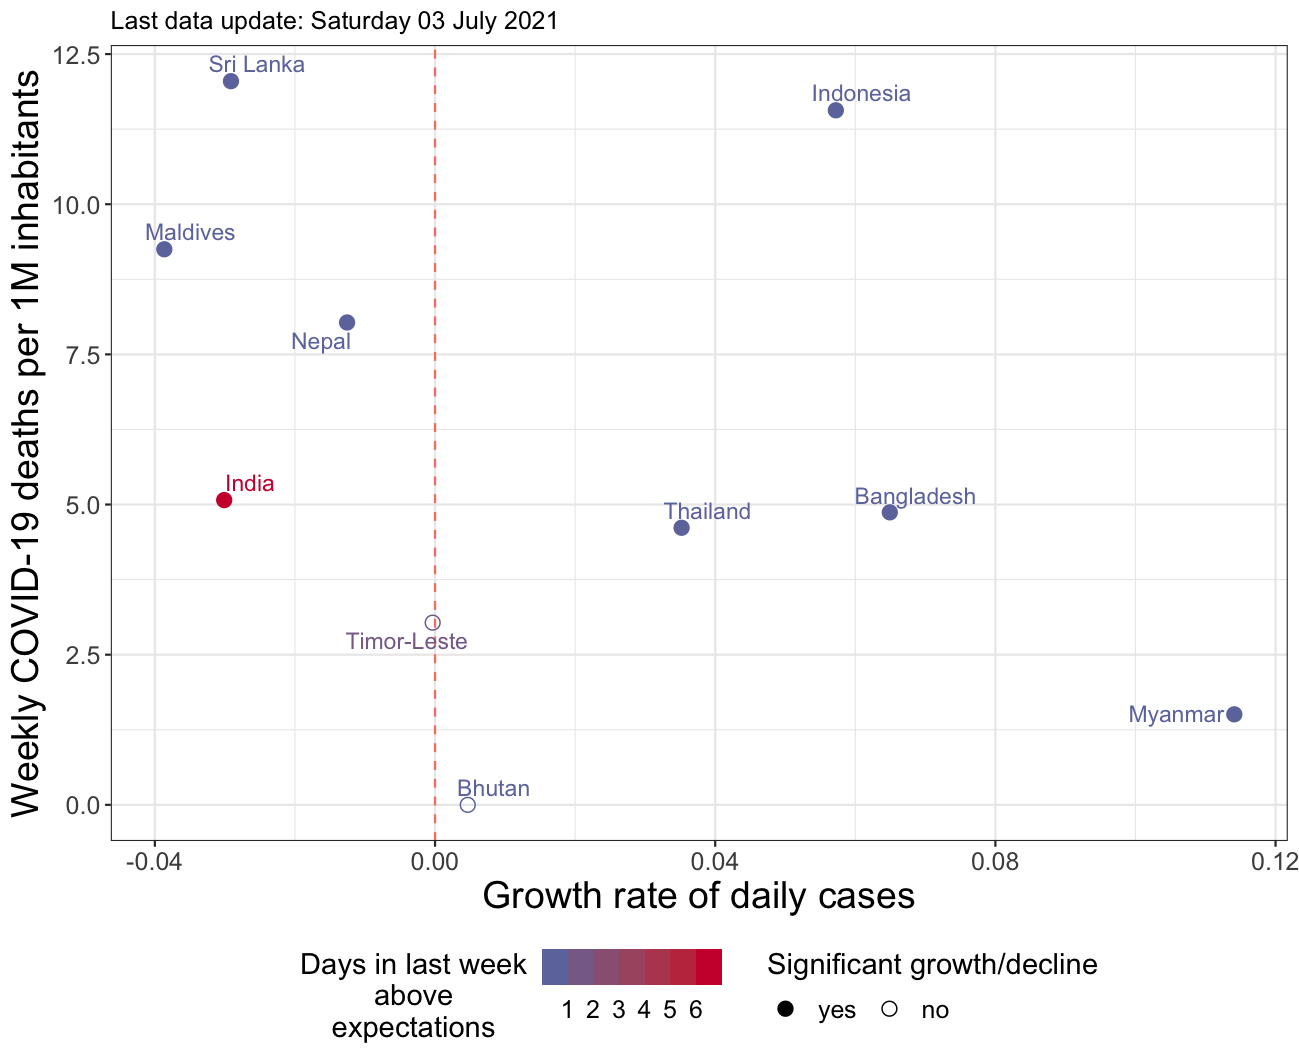 Last data update: Saturday 03 July 2021
Weekly COVID-19 deaths per 1M inhabitants
12.5
10.0
7.5
5.0
2.5
0.0
Sri Lanka
Indonesia
Maldives
Nepal
India
Bangladesh
Thailand
Timor-Leste
Myanmar
Bhutan
-0.04 0.00 0.04 0.08 0.12
Growth rate of daily cases
Days in last week
above
expectations
1 2 3 4 5 6
Significant growth/decline
yes no